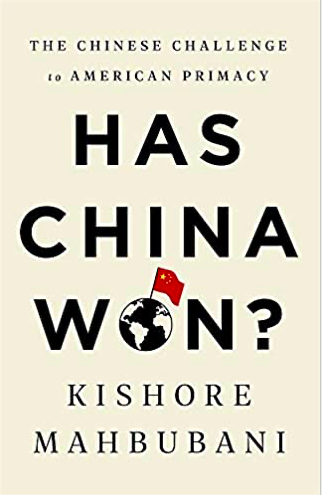 THE CHINESE CHALLENGE
to AMERICAN PRIMACY
HAS
CHINA
WON?
KISHORE
MAHBUBANI